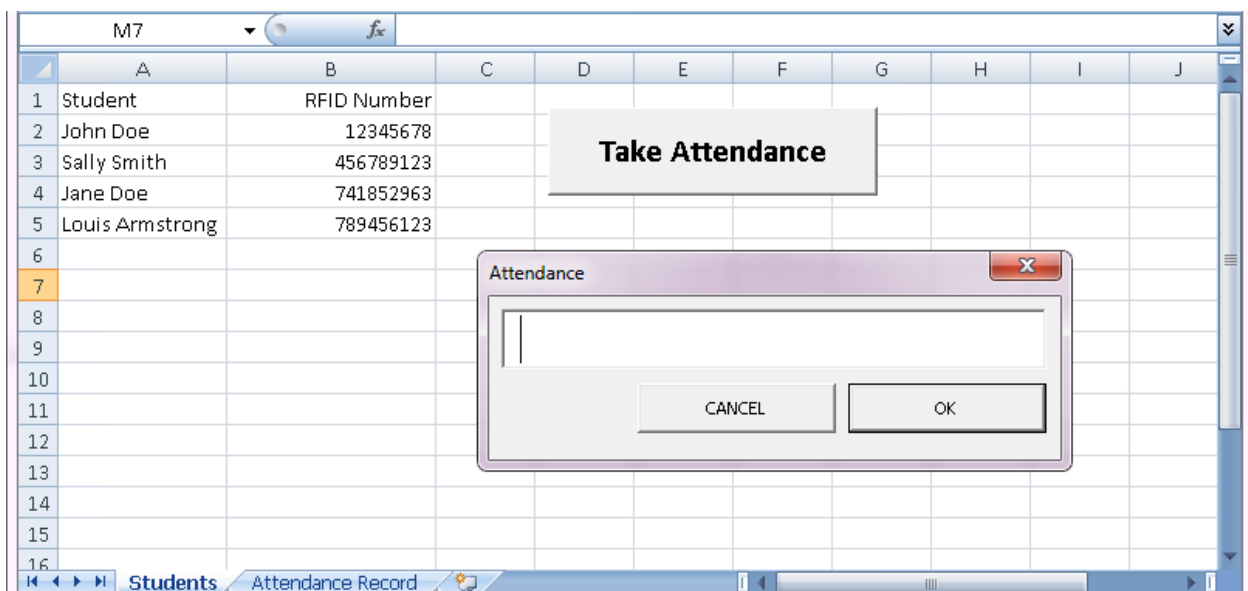 M7 fx
A B C D E F G H I J
1 Student RFID Number
2 John Doe 12345678
3 Sally Smith 456789123 Take Attendance
4 Jane Doe 741852963
5 Louis Armstrong 789456123
6
7 Attendance
8
9
10
11 CANCEL OK
12
13
14
15
16
Students Attendance Record